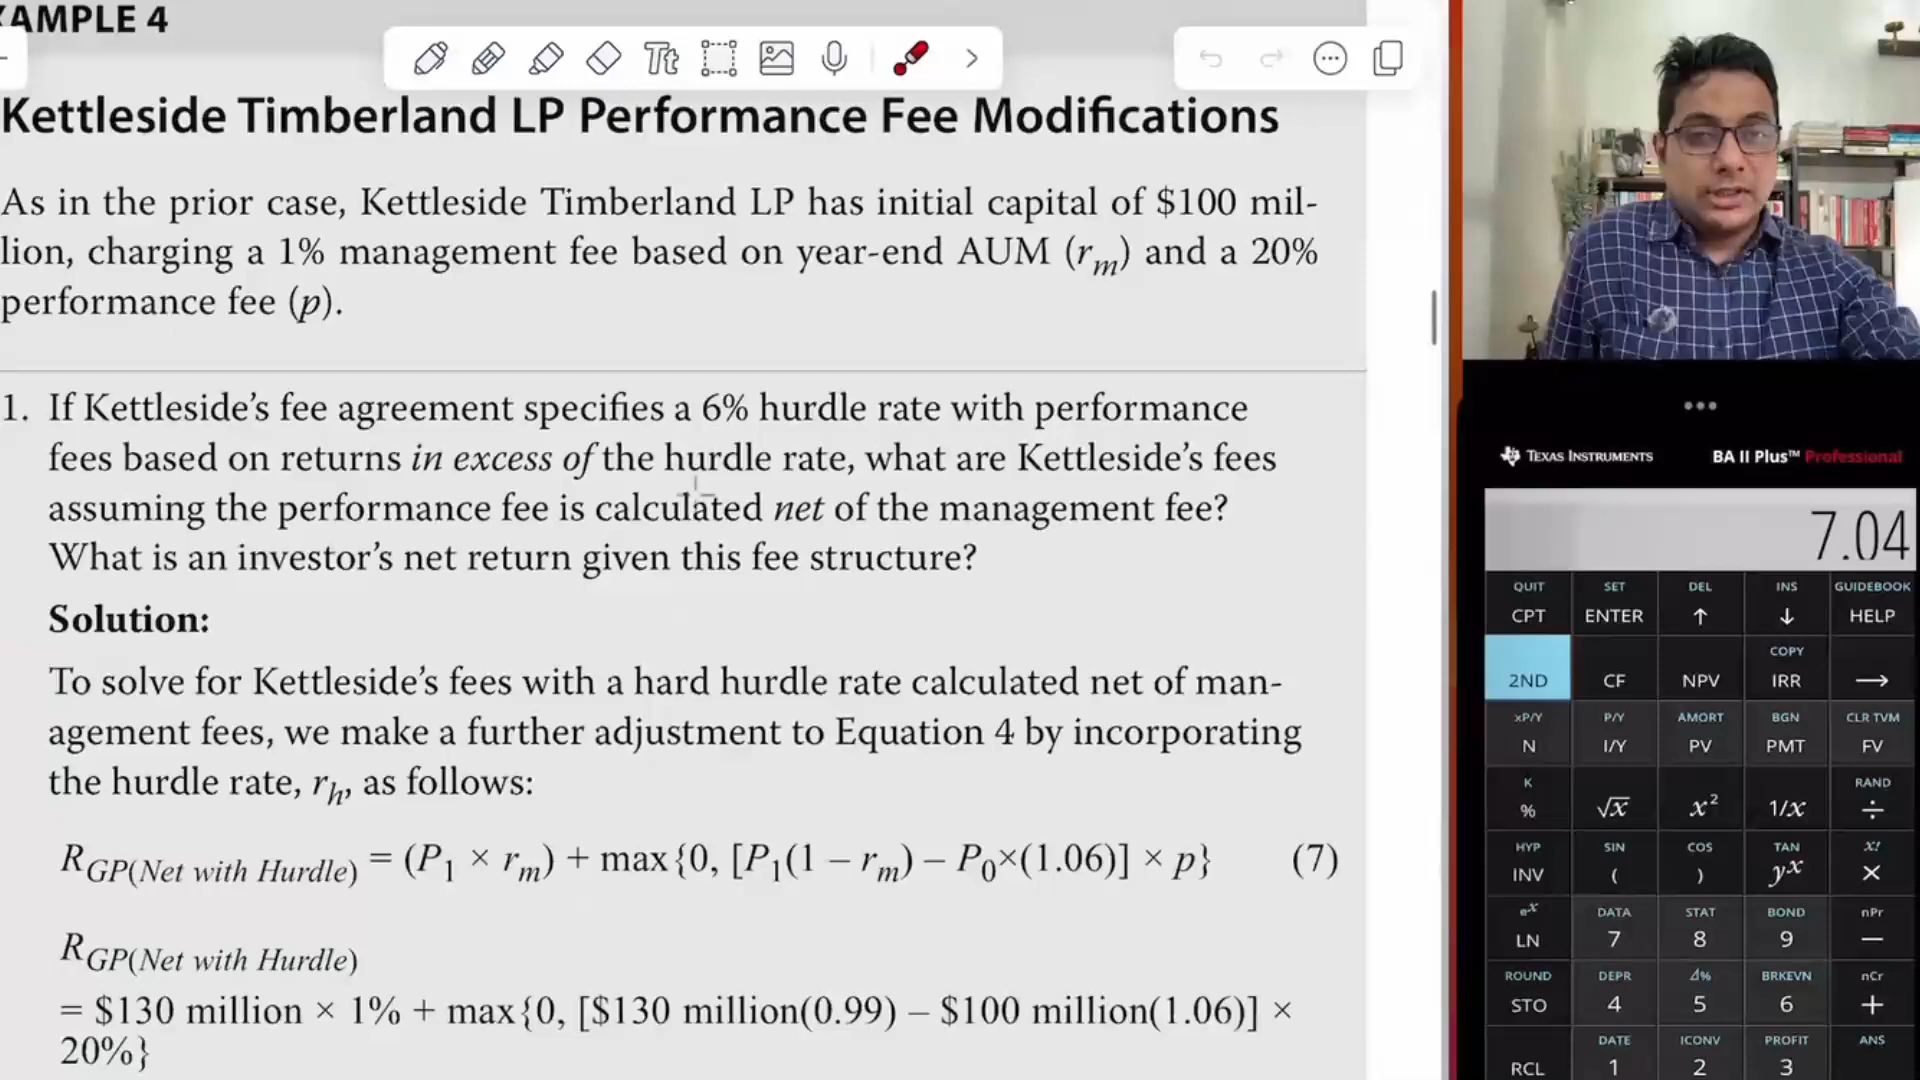 XAMPLE 4
Tt
Kettleside Timberland LP Performance Fee Modifications
As in the prior case, Kettleside Timberland LP has initial capital of $100 mil-
lion, charging a 1% management fee based on year-end AUM (rm) and a 20%
performance fee (p).
1. If Kettleside’s fee agreement specifies a 6% hurdle rate with performance
fees based on returns in excess of the hurdle rate, what are Kettleside’s fees
assuming the performance fee is calculated net of the management fee?
What is an investor’s net return given this fee structure?
Solution:
To solve for Kettleside’s fees with a hard hurdle rate calculated net of man-
agement fees, we make a further adjustment to Equation 4 by incorporating
the hurdle rate, rh, as follows:
RGP(Net with Hurdle) = (P1 × rm) + max{0, [P1(1 – rm) – P0×(1.06)] × p} (7)
RGP(Net with Hurdle)
= $130 million × 1% + max{0, [$130 million(0.99) – $100 million(1.06)] ×
20%}
TEXAS INSTRUMENTS BA II Plus™ Professional
7.04
QUIT SET DEL INS GUIDEBOOK
CPT ENTER ↑ ↓ HELP
COPY
2ND CF NPV IRR →
xP/Y P/Y AMORT BGN CLR TVM
N I/Y PV PMT FV
K RAND
% √x x² 1/x ÷
HYP SIN COS TAN x!
INV ( ) yˣ ×
eˣ DATA STAT BOND nPr
LN 7 8 9 −
ROUND DEPR Δ% BRKEVN nCr
STO 4 5 6 +
DATE ICONV PROFIT ANS
RCL 1 2 3